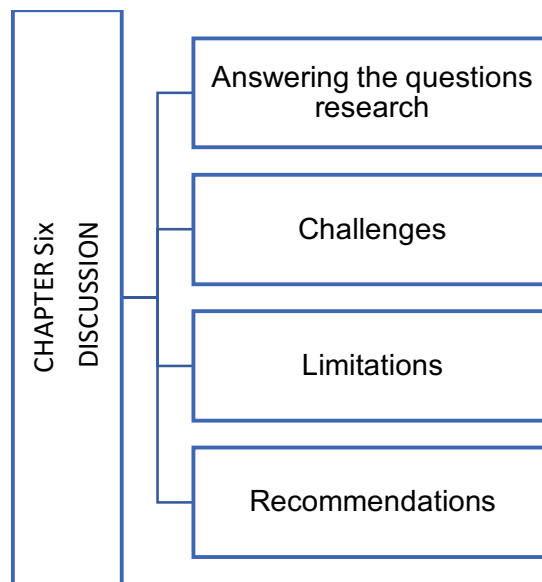 CHAPTER Six
DISCUSSION
Answering the questions
research
Challenges
Limitations
Recommendations